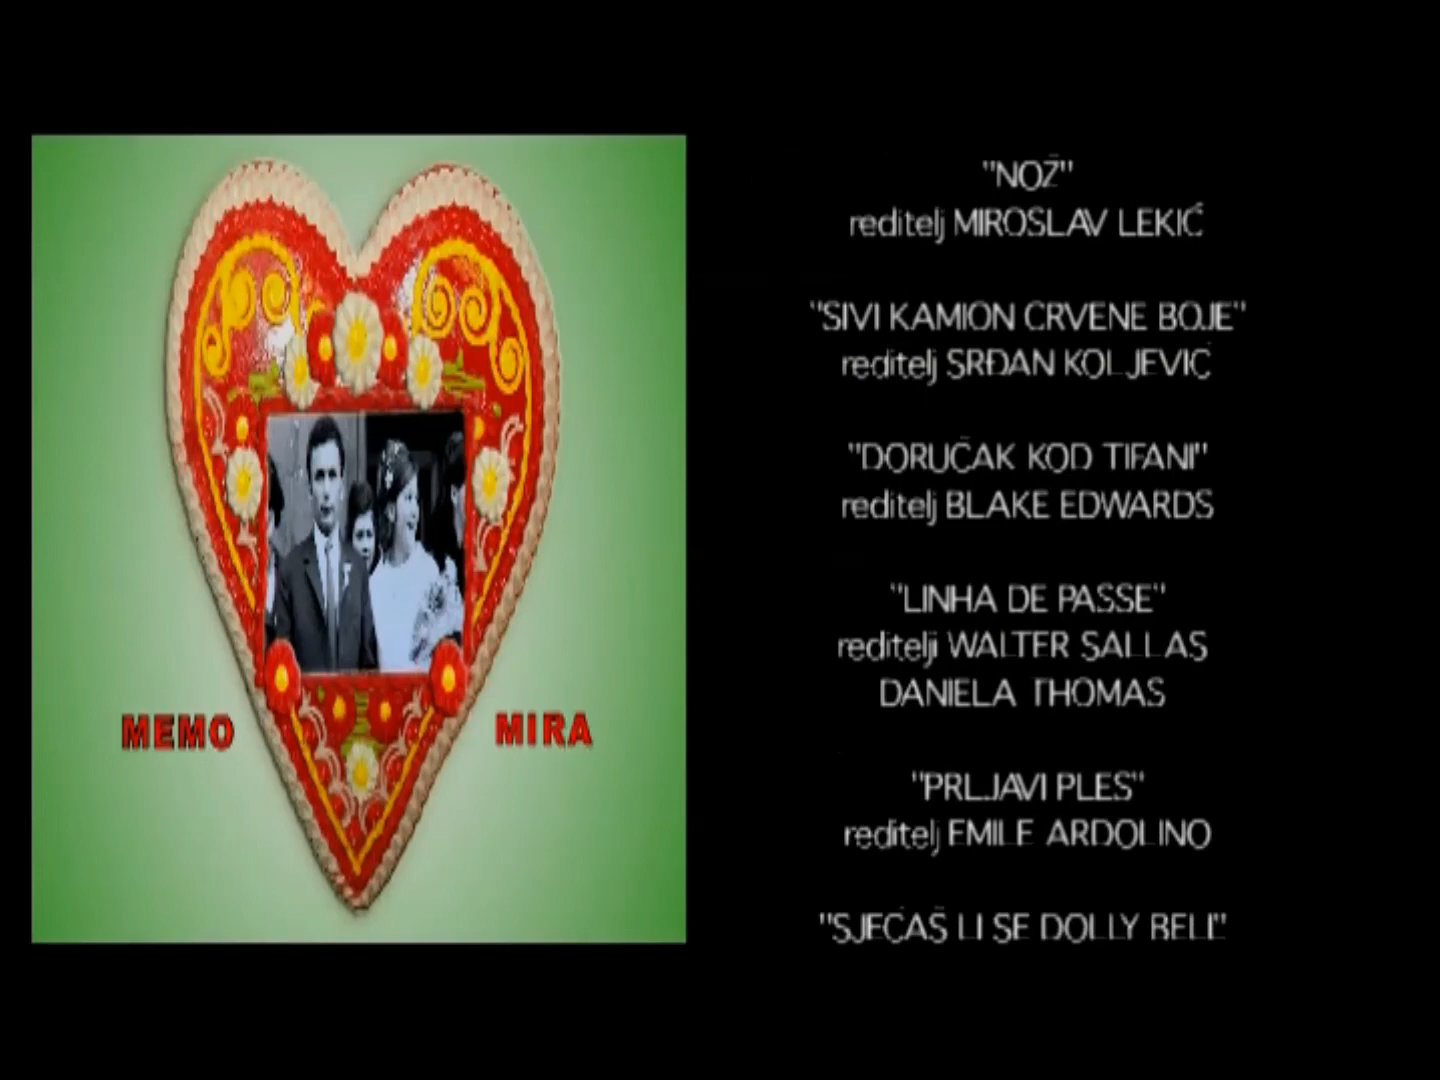 MEMO
MIRA
"NOŽ"
reditelj MIROSLAV LEKIĆ
"SIVI KAMION CRVENE BOJE"
reditelj SRĐAN KOLJEVIĆ
"DORUČAK KOD TIFANI"
reditelj BLAKE EDWARDS
"LINHA DE PASSE"
reditelji WALTER SALLAS
DANIELA THOMAS
"PRLJAVI PLES"
reditelj EMILE ARDOLINO
"SJEĆAŠ LI SE DOLLY BELL"